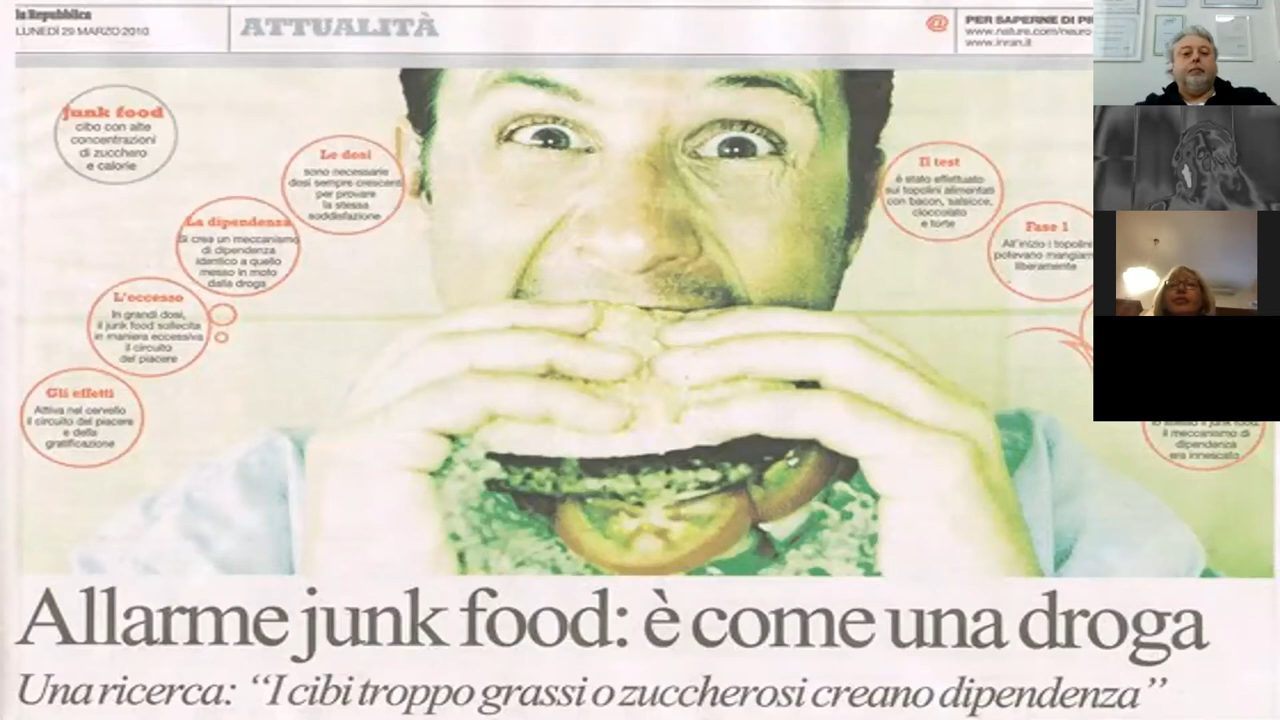 la Repubblica
LUNEDÌ 29 MARZO 2010
ATTUALITÀ
@
PER SAPERNE DI
www.nature.com/neuro
www.inran.it
junk food
cibo con alte
concentrazioni
di zucchero
e calorie
Le dosi
sono necessarie
dosi sempre crescenti
per provare
la stessa
soddisfazione
La dipendenza
Si crea un meccanismo
di dipendenza
identico a quello
messo in moto
dalla droga
L'eccesso
In grandi dosi,
il junk food sollecita
in maniera eccessiva
il circuito
del piacere
Gli effetti
Attiva nel cervello
il circuito del piacere
e della
gratificazione
Il test
è stato effettuato
sui topolini alimentati
con bacon, salsicce,
cioccolato
e torte
Fase 1
All'inizio i topolini
potevano mangiare
liberamente
lo stesso il junk food,
il meccanismo di
dipendenza
era innescato
Allarme junk food: è come una droga
Una ricerca: “I cibi troppo grassi o zuccherosi creano dipendenza”